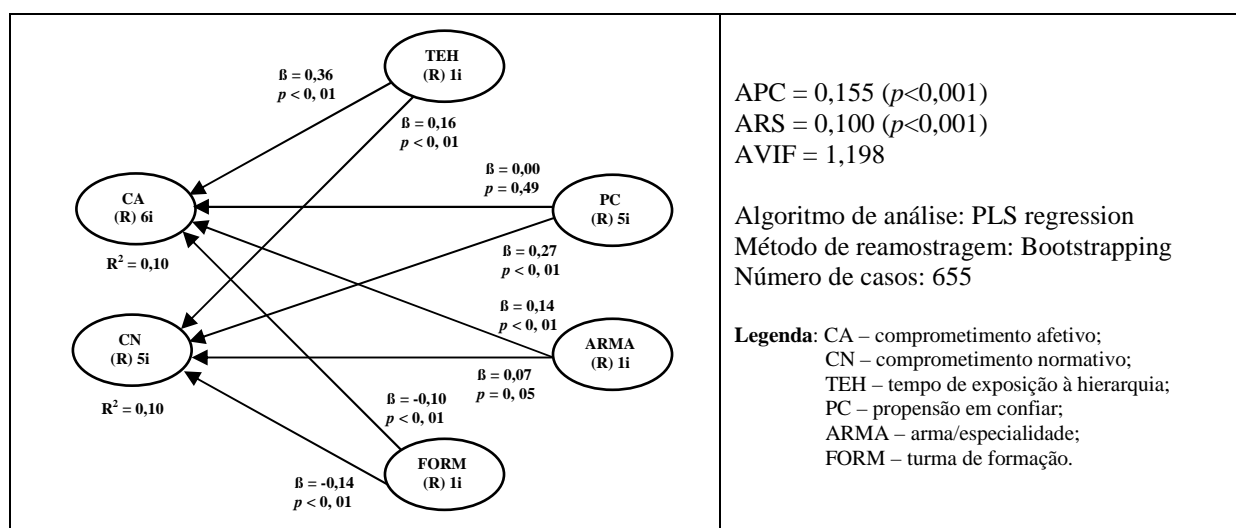 TEH
(R) 1i
ß = 0,36
p < 0, 01
ß = 0,16
p < 0, 01
CA
(R) 6i
R² = 0,10
ß = 0,00
p = 0,49
PC
(R) 5i
ß = 0,27
p < 0, 01
ß = 0,14
p < 0, 01
CN
(R) 5i
R² = 0,10
ARMA
(R) 1i
ß = 0,07
p = 0, 05
ß = -0,10
p < 0, 01
FORM
(R) 1i
ß = -0,14
p < 0, 01
APC = 0,155 (p<0,001)
ARS = 0,100 (p<0,001)
AVIF = 1,198
Algoritmo de análise: PLS regression
Método de reamostragem: Bootstrapping
Número de casos: 655
Legenda: CA – comprometimento afetivo;
CN – comprometimento normativo;
TEH – tempo de exposição à hierarquia;
PC – propensão em confiar;
ARMA – arma/especialidade;
FORM – turma de formação.